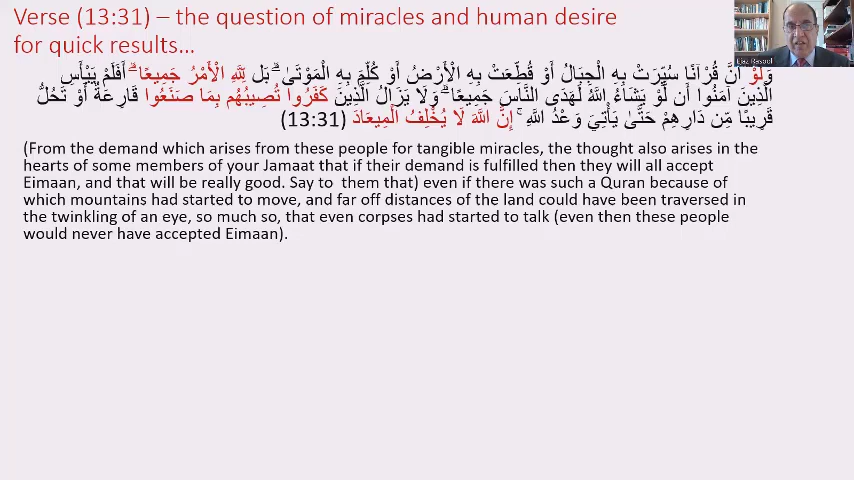 Verse (13:31) – the question of miracles and human desire
for quick results…
Ejaz Rasool
وَلَوْ أَنَّ قُرْآنًا سُيِّرَتْ بِهِ الْجِبَالُ أَوْ قُطِّعَتْ بِهِ الْأَرْضُ أَوْ كُلِّمَ بِهِ الْمَوْتَىٰ ۗ بَل لِّلَّهِ الْأَمْرُ جَمِيعًا ۗ أَفَلَمْ يَيْأَسِ
الَّذِينَ آمَنُوا أَن لَّوْ يَشَاءُ اللَّهُ لَهَدَى النَّاسَ جَمِيعًا ۗ وَلَا يَزَالُ الَّذِينَ كَفَرُوا تُصِيبُهُم بِمَا صَنَعُوا قَارِعَةٌ أَوْ تَحُلُّ
قَرِيبًا مِّن دَارِهِمْ حَتَّىٰ يَأْتِيَ وَعْدُ اللَّهِ ۚ إِنَّ اللَّهَ لَا يُخْلِفُ الْمِيعَادَ (13:31)
(From the demand which arises from these people for tangible miracles, the thought also arises in the
hearts of some members of your Jamaat that if their demand is fulfilled then they will all accept
Eimaan, and that will be really good. Say to them that) even if there was such a Quran because of
which mountains had started to move, and far off distances of the land could have been traversed in
the twinkling of an eye, so much so, that even corpses had started to talk (even then these people
would never have accepted Eimaan).